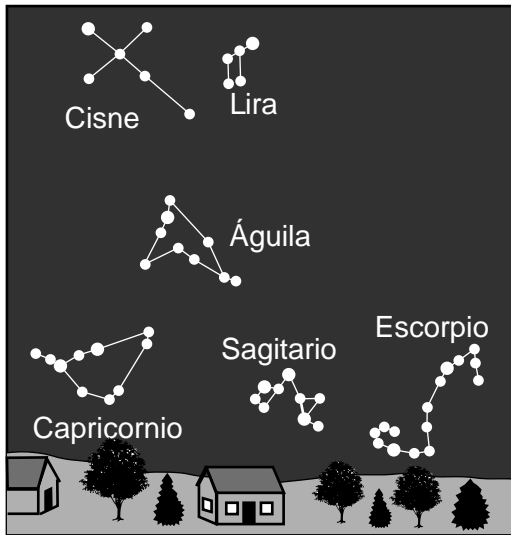 Cisne
Lira
Águila
Escorpio
Sagitario
Capricornio